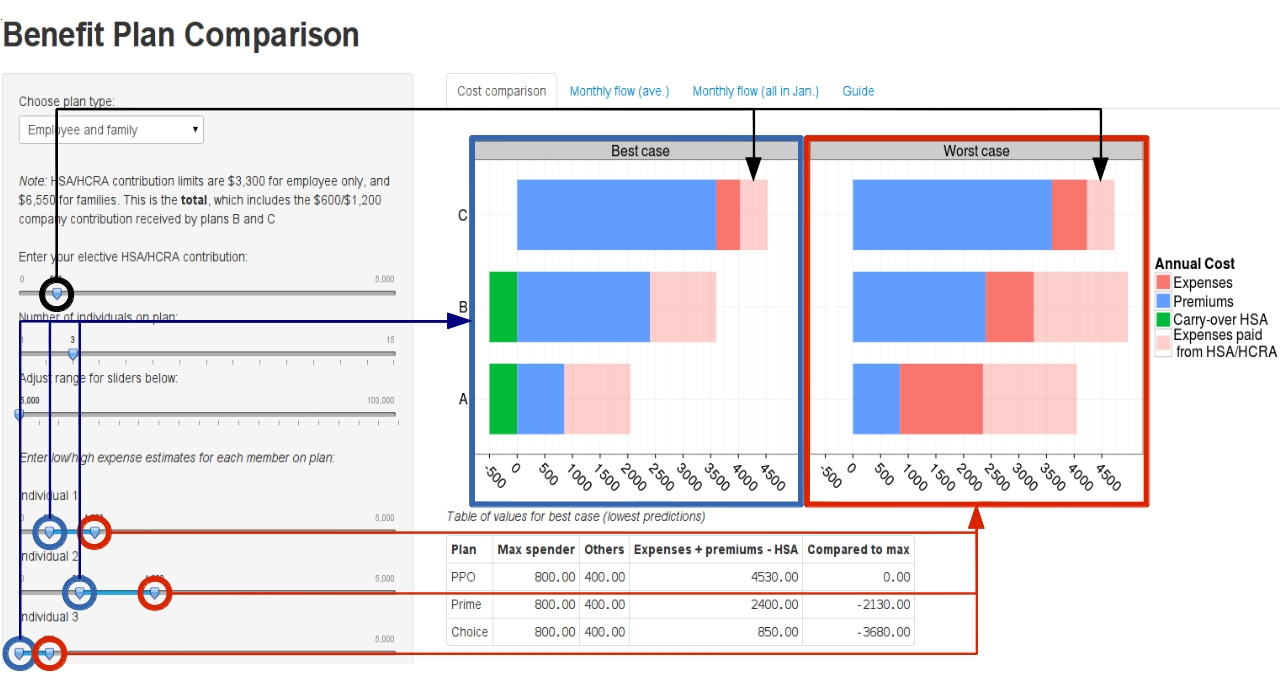 Benefit Plan Comparison
Choose plan type:
Employee and family
Note: HSA/HCRA contribution limits are $3,300 for employee only, and
$6,550 for families. This is the total, which includes the $600/$1,200
company contribution received by plans B and C
Enter your elective HSA/HCRA contribution:
0 5,000
Number of individuals on plan:
3 15
Adjust range for sliders below:
5,000 100,000
Enter low/high expense estimates for each member on plan:
Individual 1
5,000
Individual 2
0 5,000
Individual 3
5,000
Cost comparison Monthly flow (ave.) Monthly flow (all in Jan.) Guide
Best case Worst case
C
B
A
-500 0 500 1000 1500 2000 2500 3000 3500 4000 4500 -500 0 500 1000 1500 2000 2500 3000 3500 4000 4500
Annual Cost
Expenses
Premiums
Carry-over HSA
Expenses paid
from HSA/HCRA
Table of values for best case (lowest predictions)
Plan Max spender Others Expenses + premiums - HSA Compared to max
PPO 800.00 400.00 4530.00 0.00
Prime 800.00 400.00 2400.00 -2130.00
Choice 800.00 400.00 850.00 -3680.00